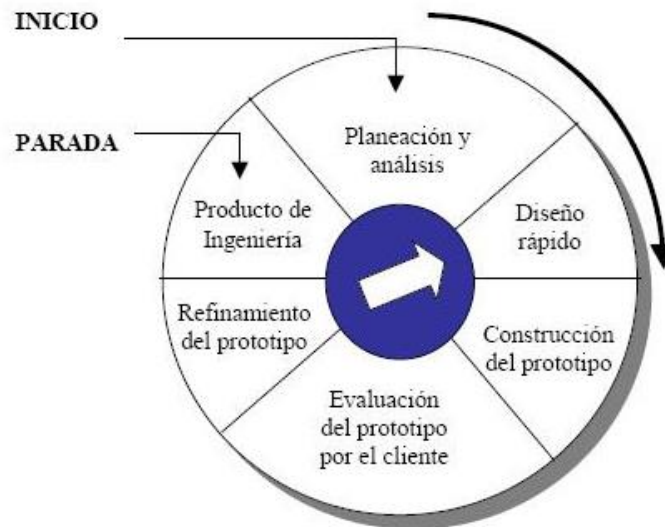 INICIO
PARADA
Planeación y
análisis
Diseño
rápido
Construcción
del prototipo
Evaluación
del prototipo
por el cliente
Refinamiento
del prototipo
Producto de
Ingeniería